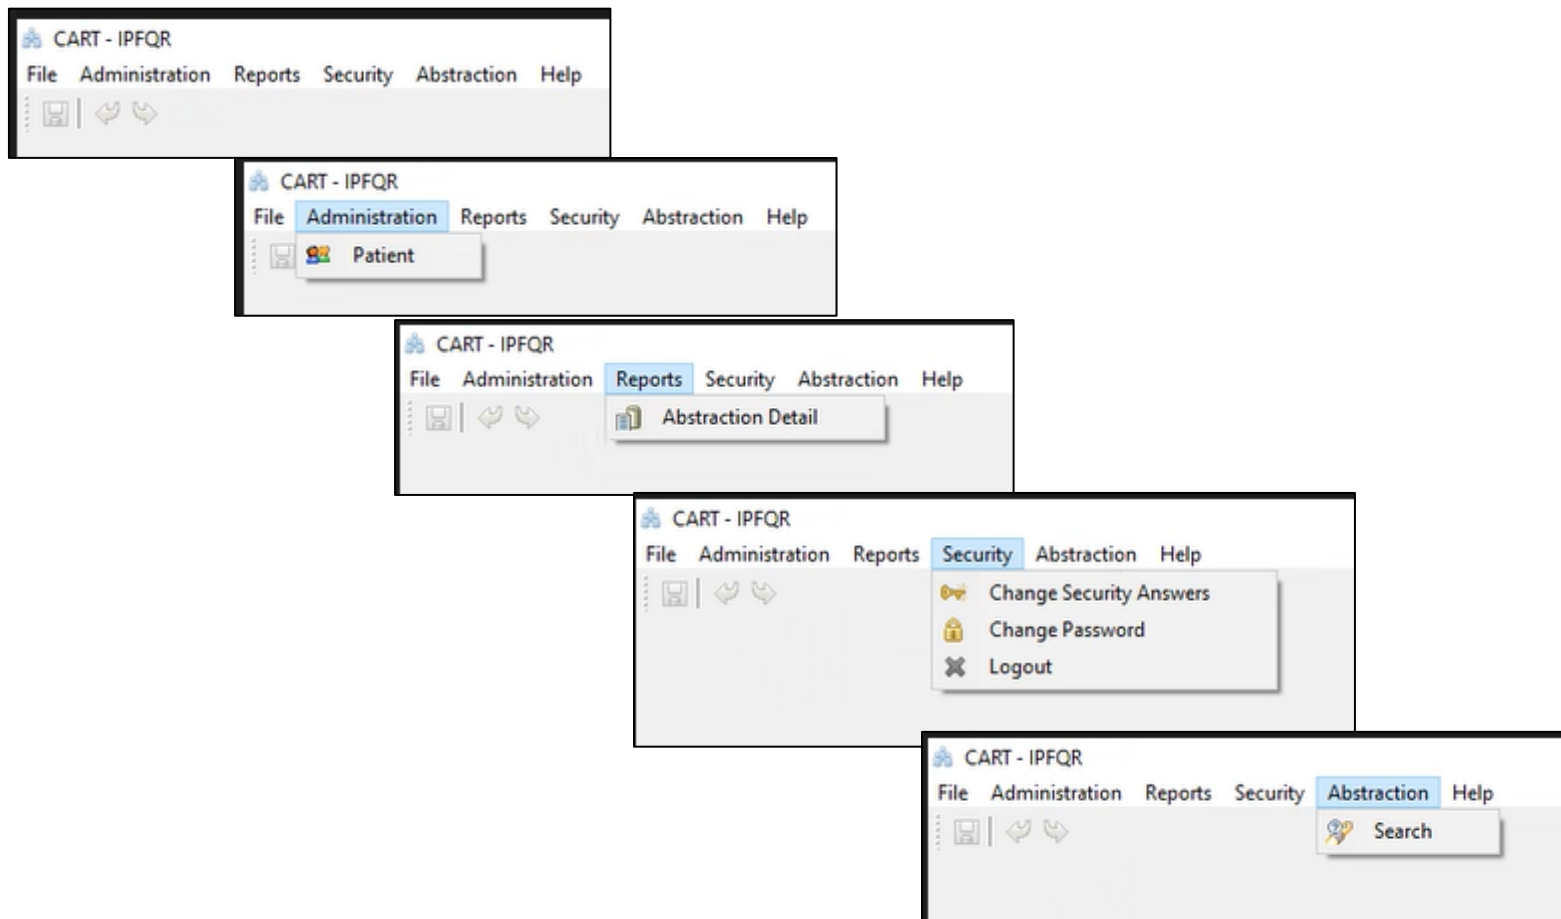 CART - IPFQR
File Administration Reports Security Abstraction Help
CART - IPFQR
File Administration Reports Security Abstraction Help
Patient
CART - IPFQR
File Administration Reports Security Abstraction Help
Abstraction Detail
CART - IPFQR
File Administration Reports Security Abstraction Help
Change Security Answers
Change Password
Logout
CART - IPFQR
File Administration Reports Security Abstraction Help
Search